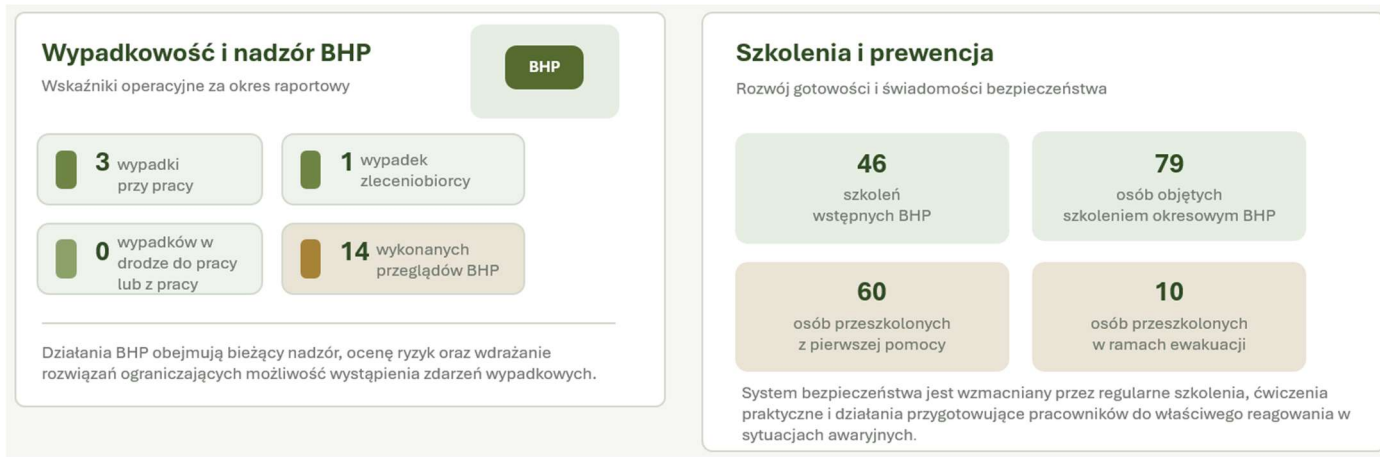 Wypadkowość i nadzór BHP
Wskaźniki operacyjne za okres raportowy
BHP
3 wypadki
przy pracy
1 wypadek
zleceniobiorcy
0 wypadków w
drodze do pracy
lub z pracy
14 wykonanych
przeglądów BHP
Działania BHP obejmują bieżący nadzór, ocenę ryzyk oraz wdrażanie
rozwiązań ograniczających możliwość wystąpienia zdarzeń wypadkowych.
Szkolenia i prewencja
Rozwój gotowości i świadomości bezpieczeństwa
46
szkoleń
wstępnych BHP
79
osób objętych
szkoleniem okresowym BHP
60
osób przeszkolonych
z pierwszej pomocy
10
osób przeszkolonych
w ramach ewakuacji
System bezpieczeństwa jest wzmacniany przez regularne szkolenia, ćwiczenia
praktyczne i działania przygotowujące pracowników do właściwego reagowania w
sytuacjach awaryjnych.